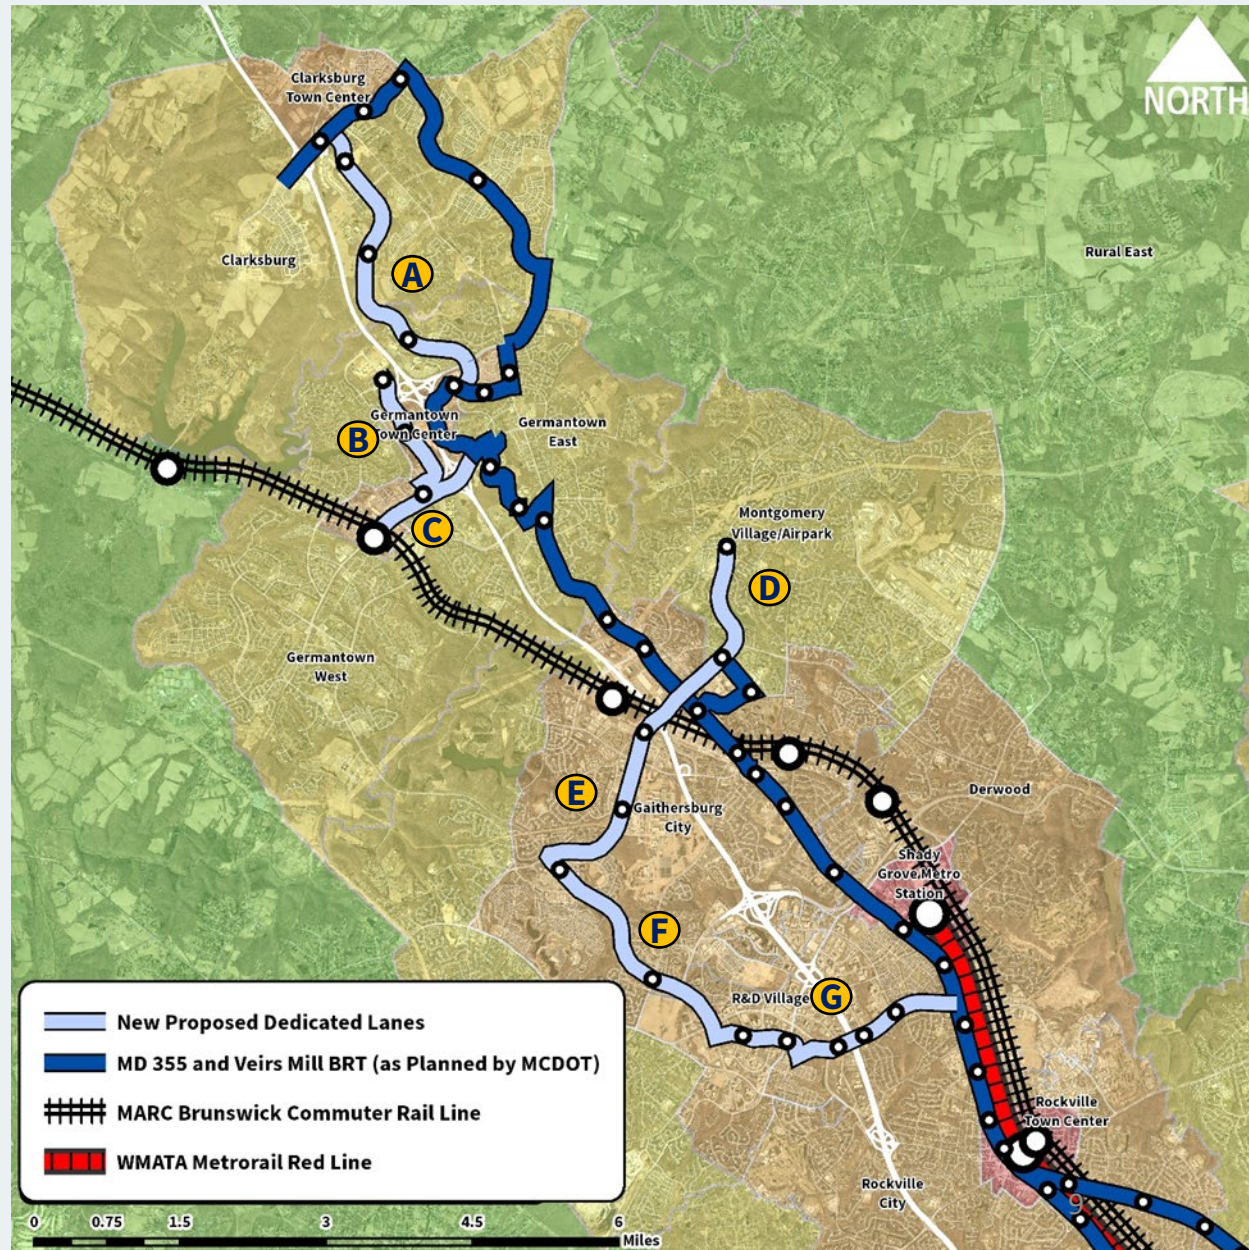 NORTH
Clarksburg
Town Center
Clarksburg
Rural East
A
Germantown
Town Center
Germantown
East
B
C
Montgomery
Village/Airpark
D
Germantown
West
E
Gaithersburg
City
Derwood
Shady
Grove Metro
Station
F
R&D Village
G
Rockville
Town Center
Rockville
City
9
New Proposed Dedicated Lanes
MD 355 and Veirs Mill BRT (as Planned by MCDOT)
MARC Brunswick Commuter Rail Line
WMATA Metrorail Red Line
0 0.75 1.5 3 4.5 6
Miles